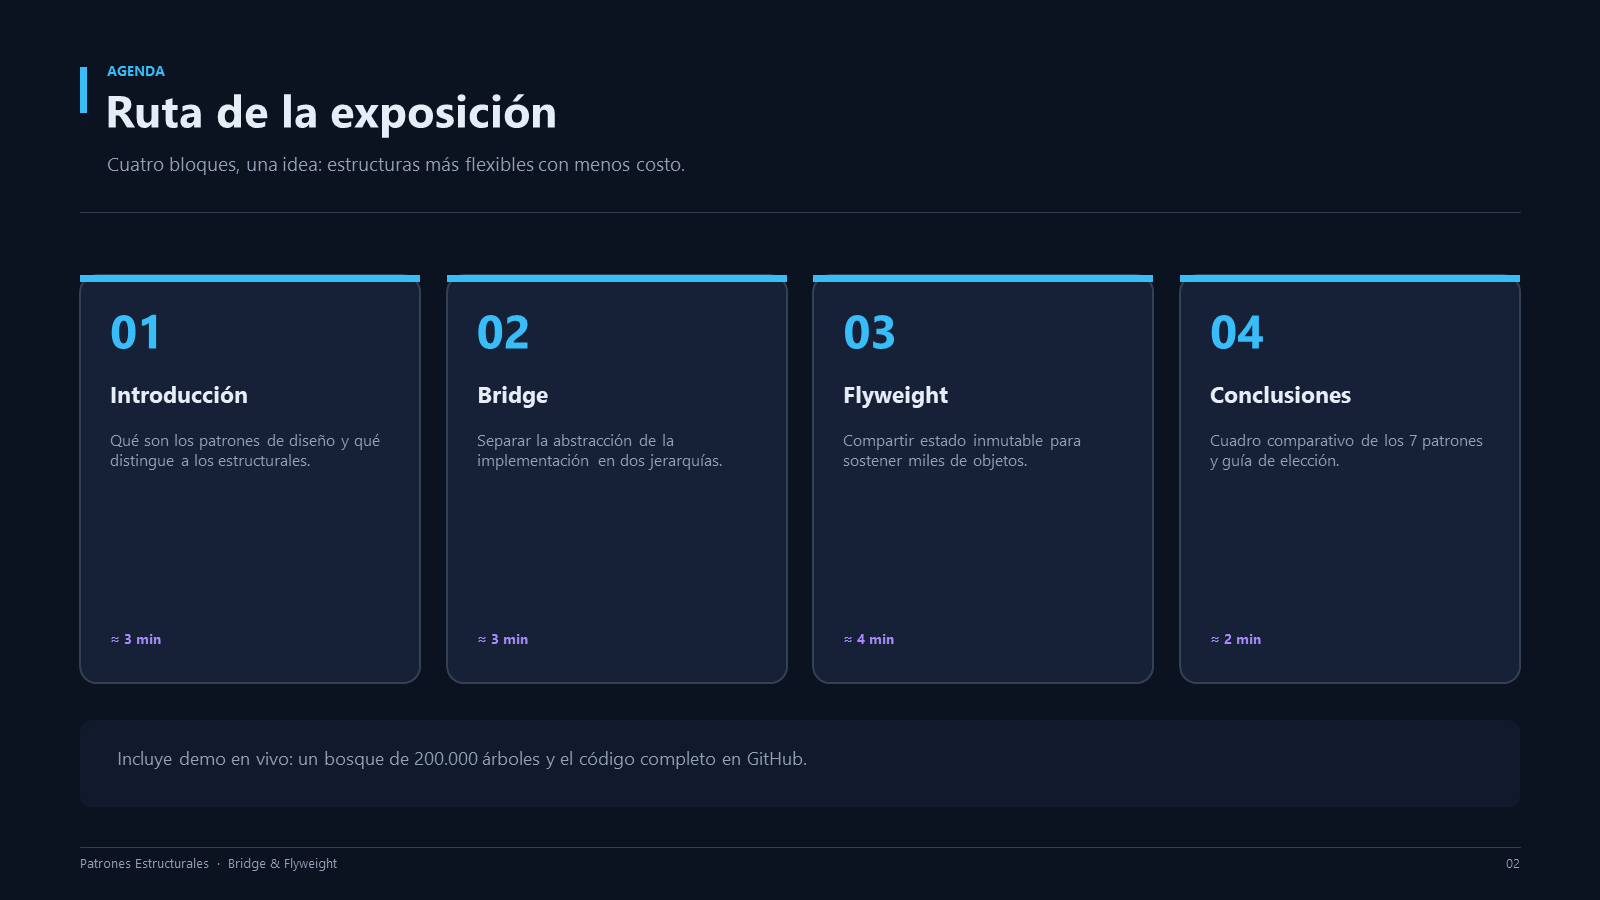 AGENDA
Ruta de la exposición
Cuatro bloques, una idea: estructuras más flexibles con menos costo.
01
Introducción
Qué son los patrones de diseño y qué
distingue a los estructurales.
≈ 3 min
02
Bridge
Separar la abstracción de la
implementación en dos jerarquías.
≈ 3 min
03
Flyweight
Compartir estado inmutable para
sostener miles de objetos.
≈ 4 min
04
Conclusiones
Cuadro comparativo de los 7 patrones
y guía de elección.
≈ 2 min
Incluye demo en vivo: un bosque de 200.000 árboles y el código completo en GitHub.
Patrones Estructurales · Bridge & Flyweight
02